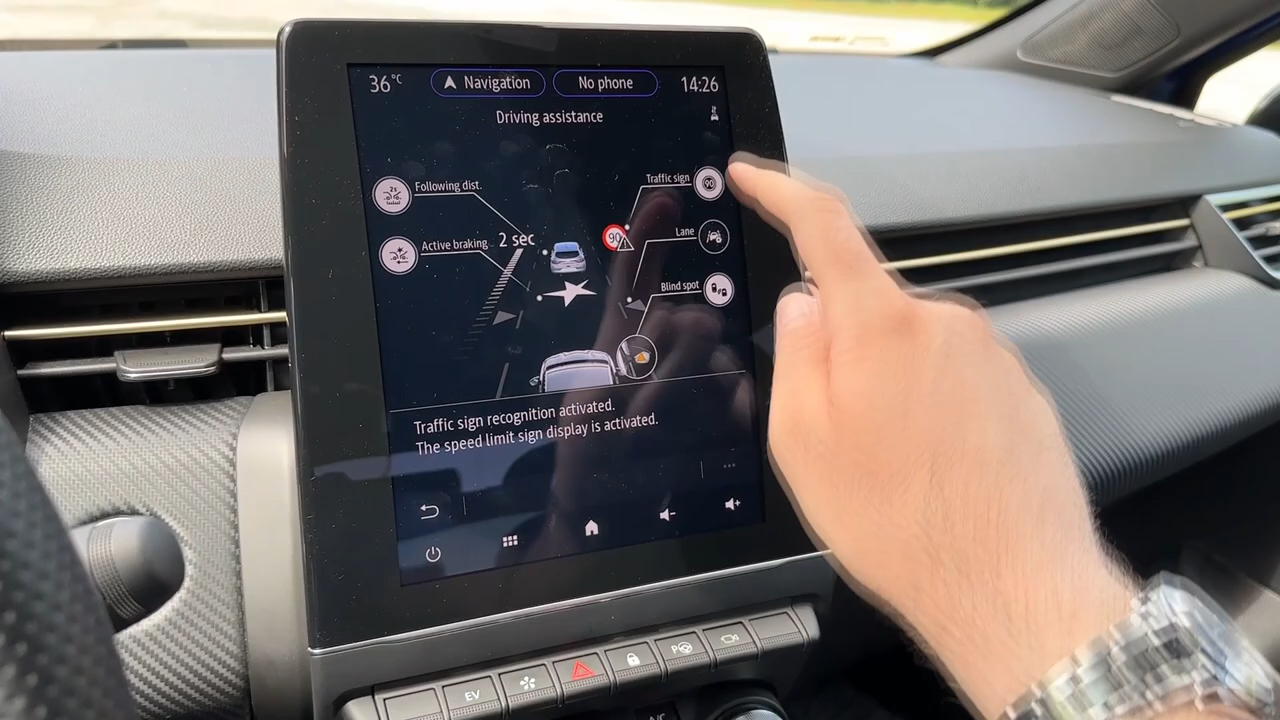 36°C Navigation No phone 14:26
Driving assistance
Following dist.
Traffic sign
90
2s
Active braking
2 sec
90
Lane
Blind spot
Traffic sign recognition activated.
The speed limit sign display is activated.
EV
P